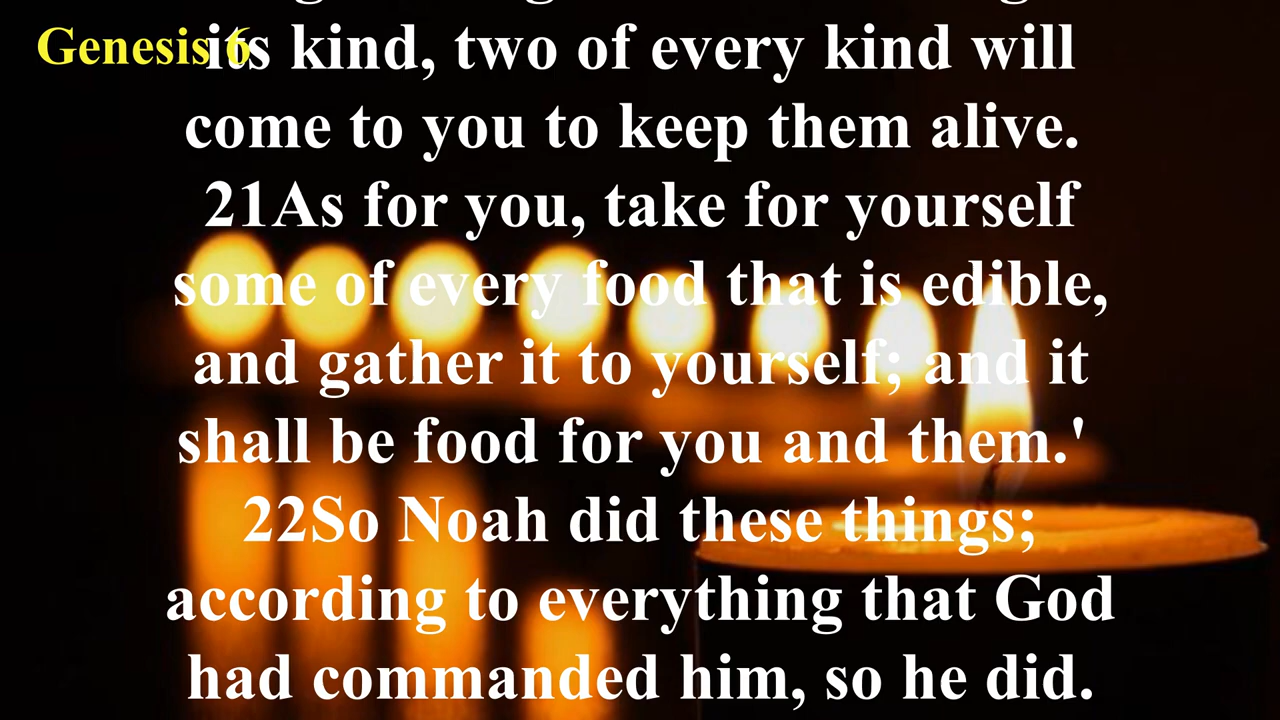 Genesis 6
its kind, two of every kind will
come to you to keep them alive.
21As for you, take for yourself
some of every food that is edible,
and gather it to yourself; and it
shall be food for you and them.'
22So Noah did these things;
according to everything that God
had commanded him, so he did.